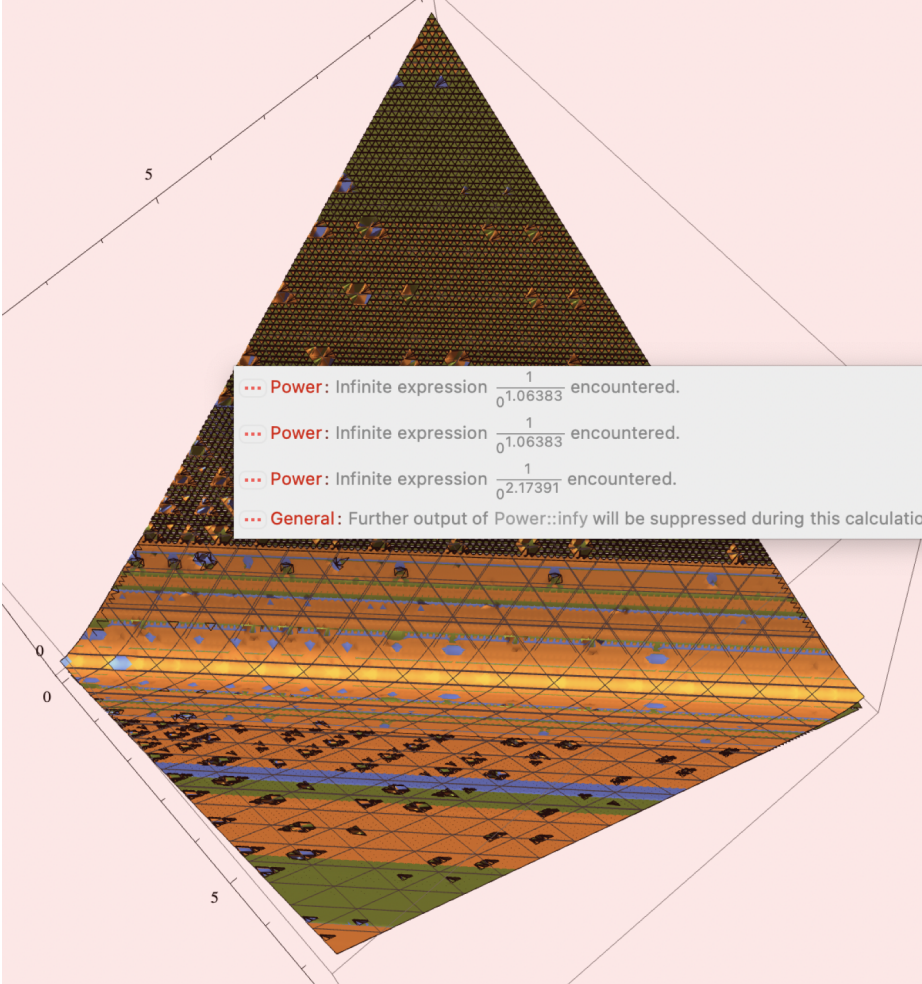 5
Power: Infinite expression 1/0^1.06383 encountered.
Power: Infinite expression 1/0^1.06383 encountered.
Power: Infinite expression 1/0^2.17391 encountered.
General: Further output of Power::infy will be suppressed during this calculatio
0
0
5